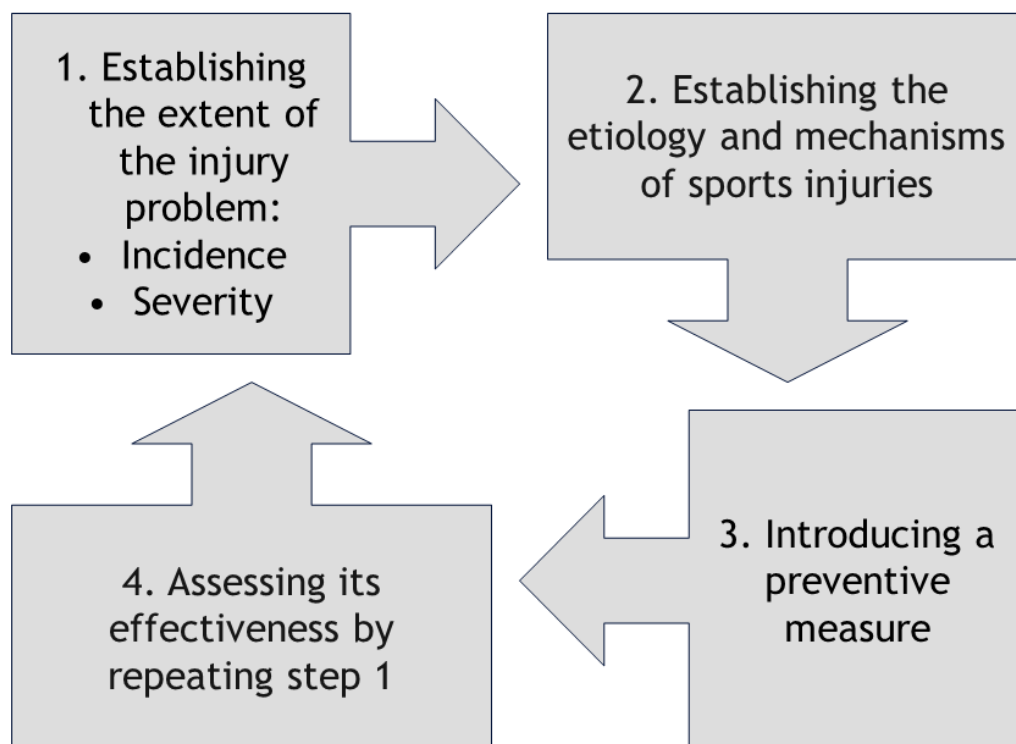 1. Establishing
the extent of
the injury
problem:
• Incidence
• Severity
2. Establishing the
etiology and mechanisms
of sports injuries
3. Introducing a
preventive
measure
4. Assessing its
effectiveness by
repeating step 1